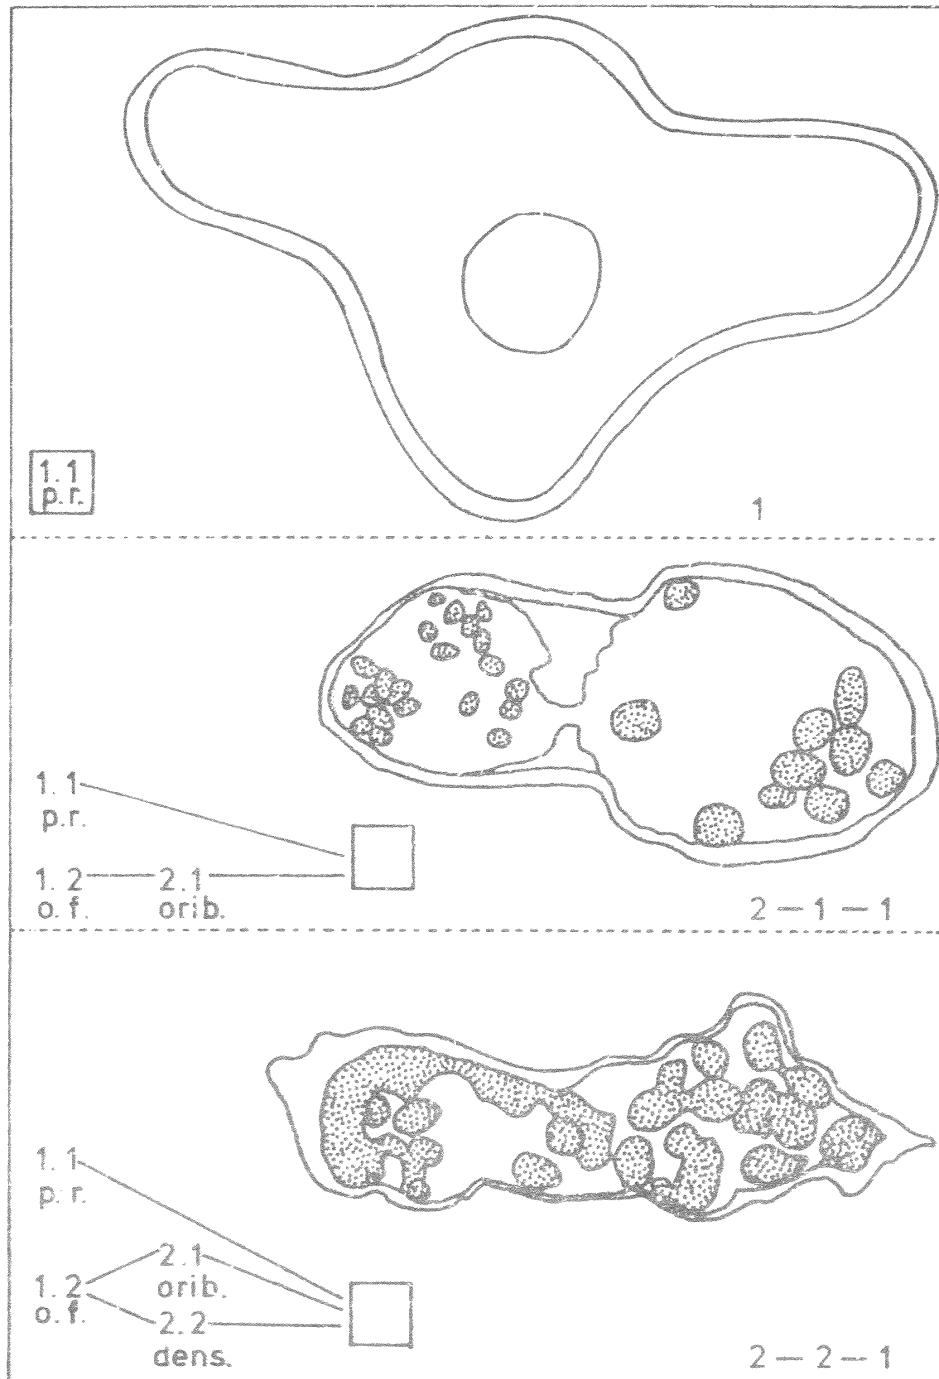 1.1
p.r.
1
1.1
p.r.
1.2 2.1
o.f. orib.
2-1-1
1.1
p.r.
2.1
orib.
1.2
o.f.
2.2
dens.
2-2-1